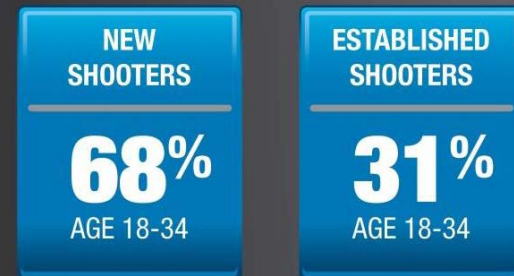 NEW
SHOOTERS
68%
AGE 18-34
ESTABLISHED
SHOOTERS
31%
AGE 18-34